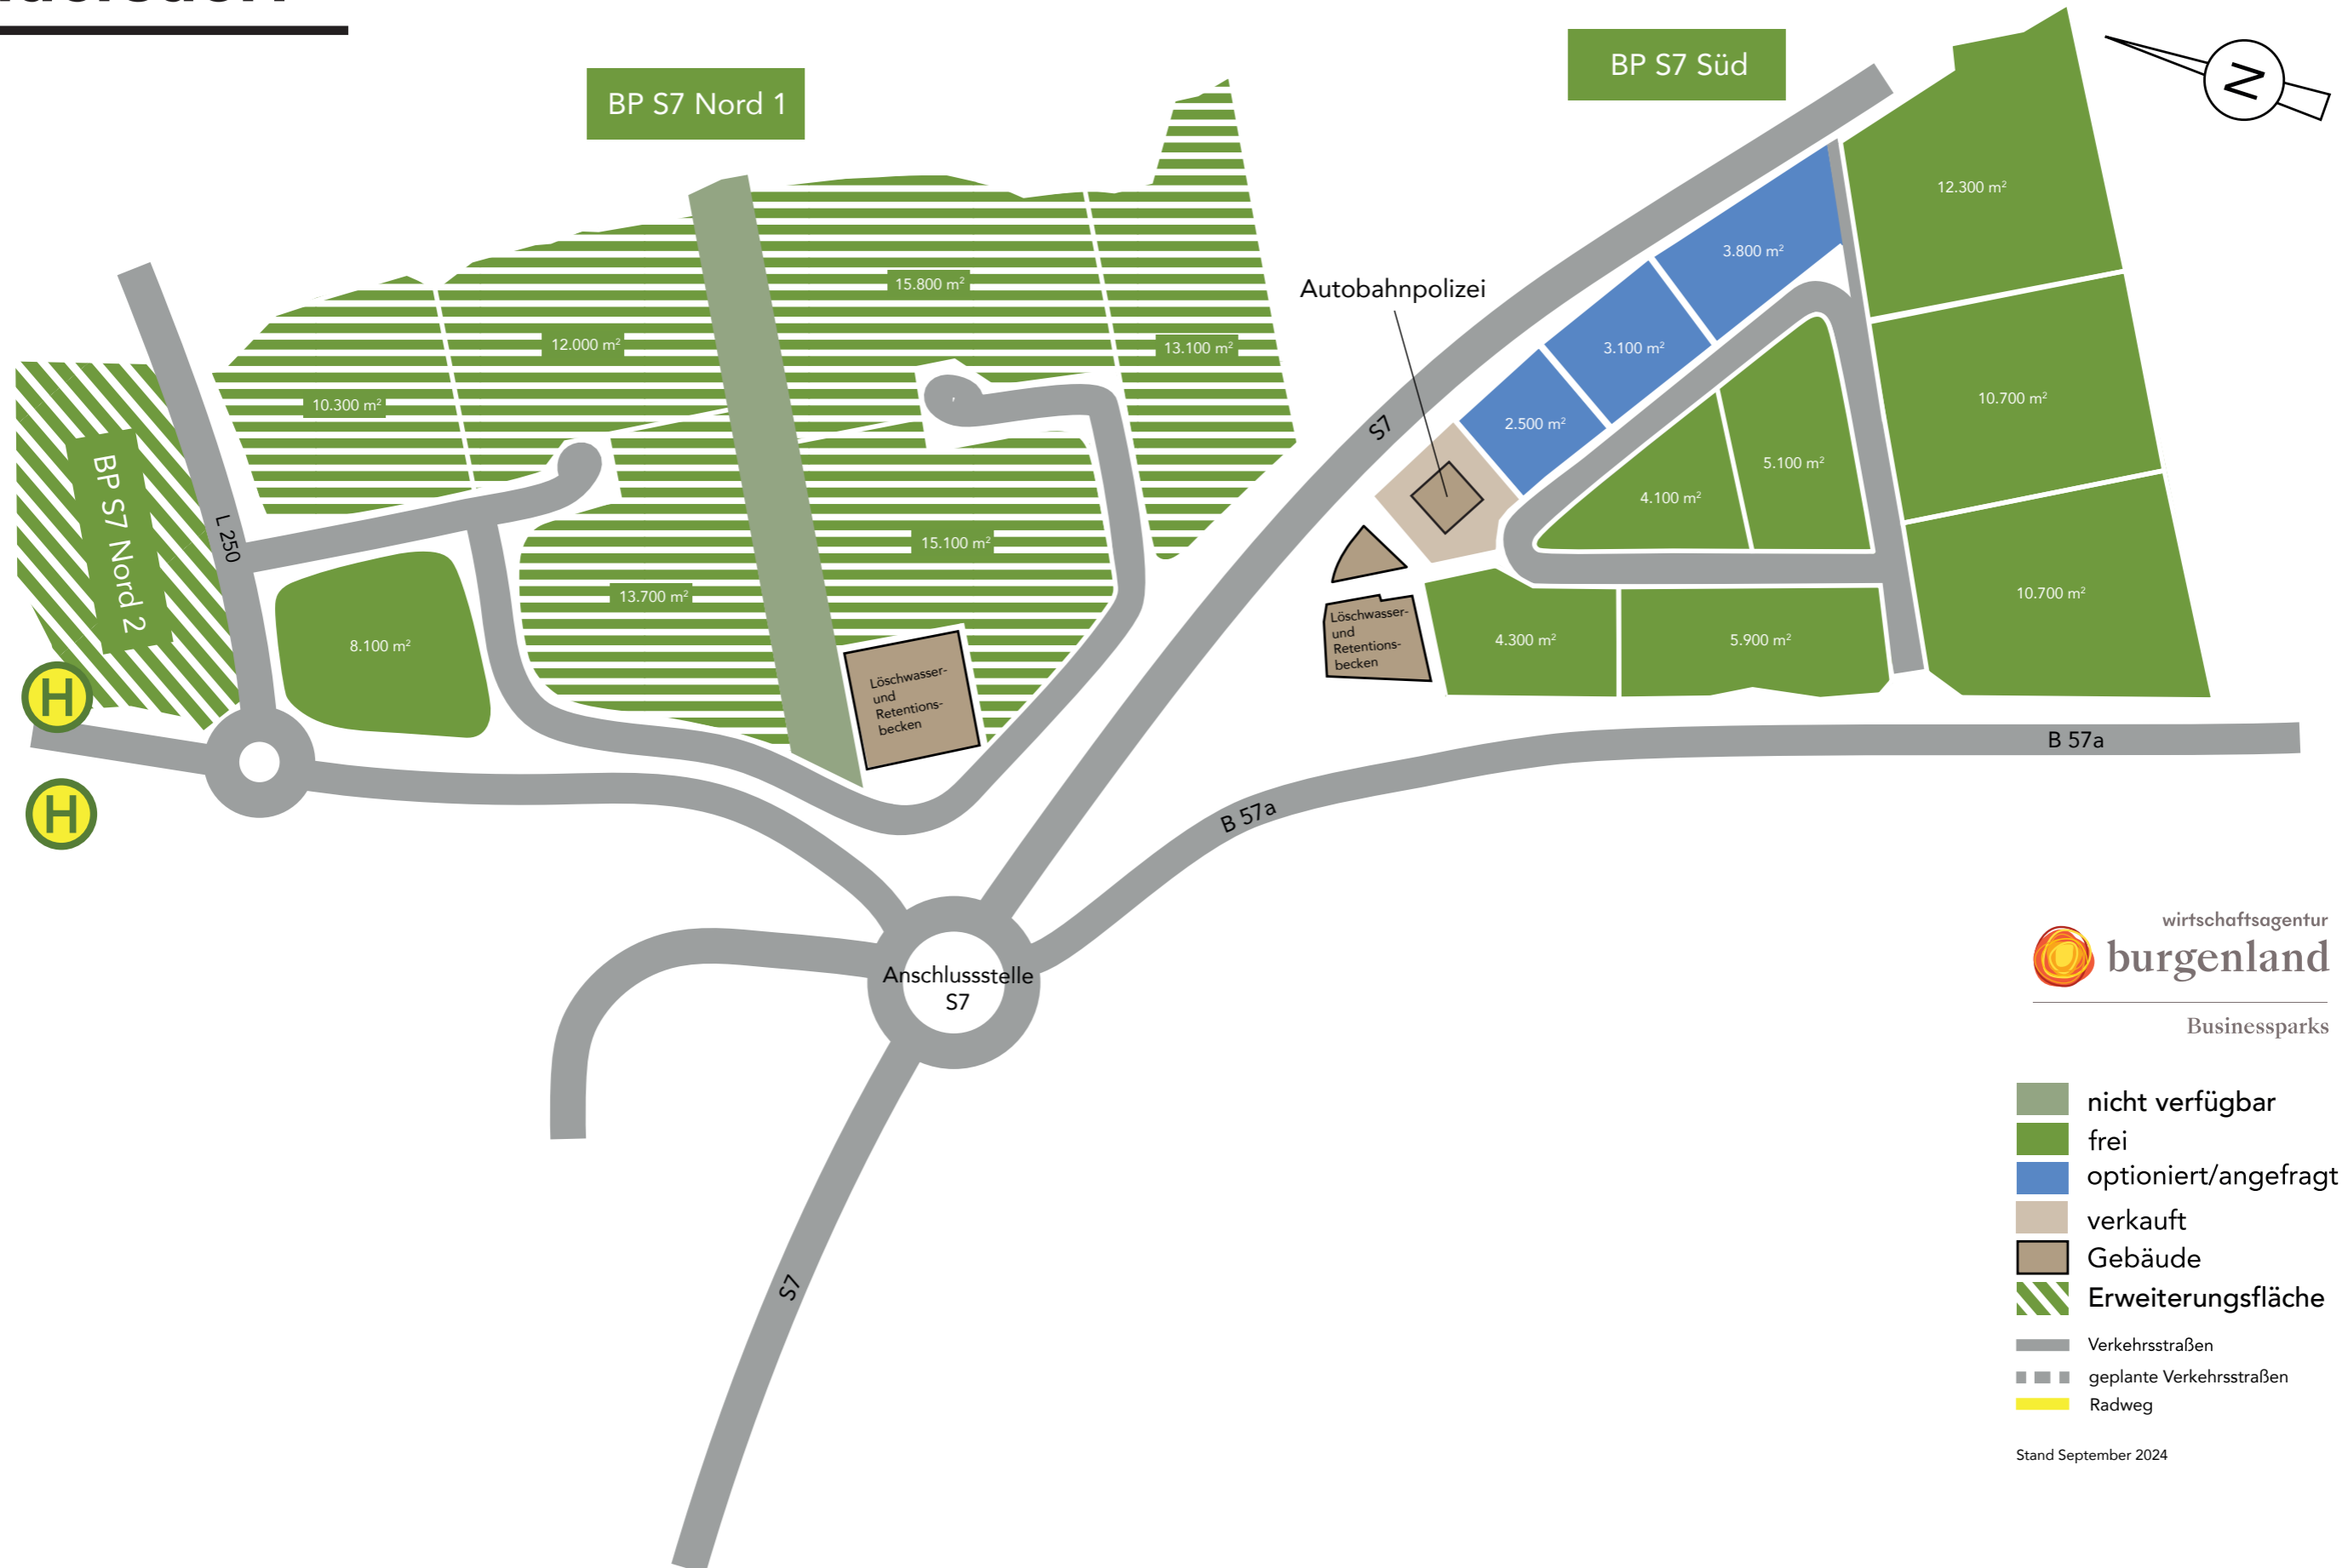 BP S7 Nord 1
BP S7 Süd
N
12.300 m²
3.800 m²
15.800 m²
Autobahnpolizei
12.000 m²
13.100 m²
3.100 m²
10.300 m²
10.700 m²
2.500 m²
S7
5.100 m²
4.100 m²
BP S7 Nord 2
L 250
15.100 m²
13.700 m²
10.700 m²
8.100 m²
Löschwasser-
und
Retentions-
becken
4.300 m²
5.900 m²
Löschwasser-
und
Retentions-
becken
H
H
B 57a
B 57a
Anschlussstelle
S7
S7
wirtschaftsagentur
burgenland
Businessparks
nicht verfügbar
frei
optioniert/angefragt
verkauft
Gebäude
Erweiterungsfläche
Verkehrsstraßen
geplante Verkehrsstraßen
Radweg
Stand September 2024